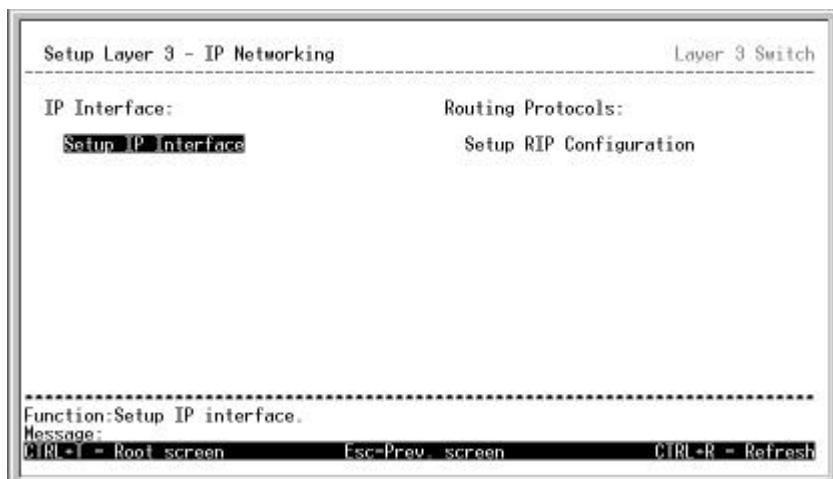 Setup Layer 3 - IP Networking Layer 3 Switch
IP Interface: Routing Protocols:
Setup IP Interface Setup RIP Configuration
Function:Setup IP interface.
Message:
CTRL+T = Root screen Esc=Prev. screen CTRL+R = Refresh